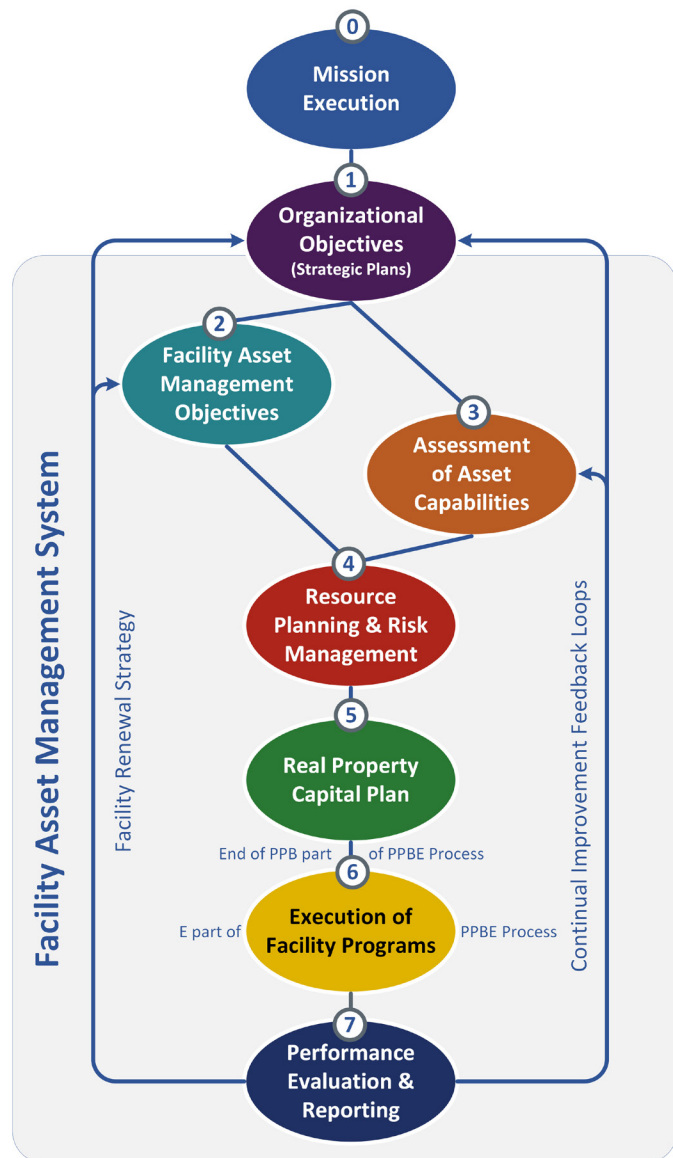 0
Mission
Execution
1
Organizational
Objectives
(Strategic Plans)
2
Facility Asset
Management
Objectives
3
Assessment
of Asset
Capabilities
4
Resource
Planning & Risk
Management
5
Real Property
Capital Plan
End of PPB part of PPBE Process
6
E part of
Execution of
Facility Programs
PPBE Process
7
Performance
Evaluation &
Reporting
Facility Asset Management System
Facility Renewal Strategy
Continual Improvement Feedback Loops